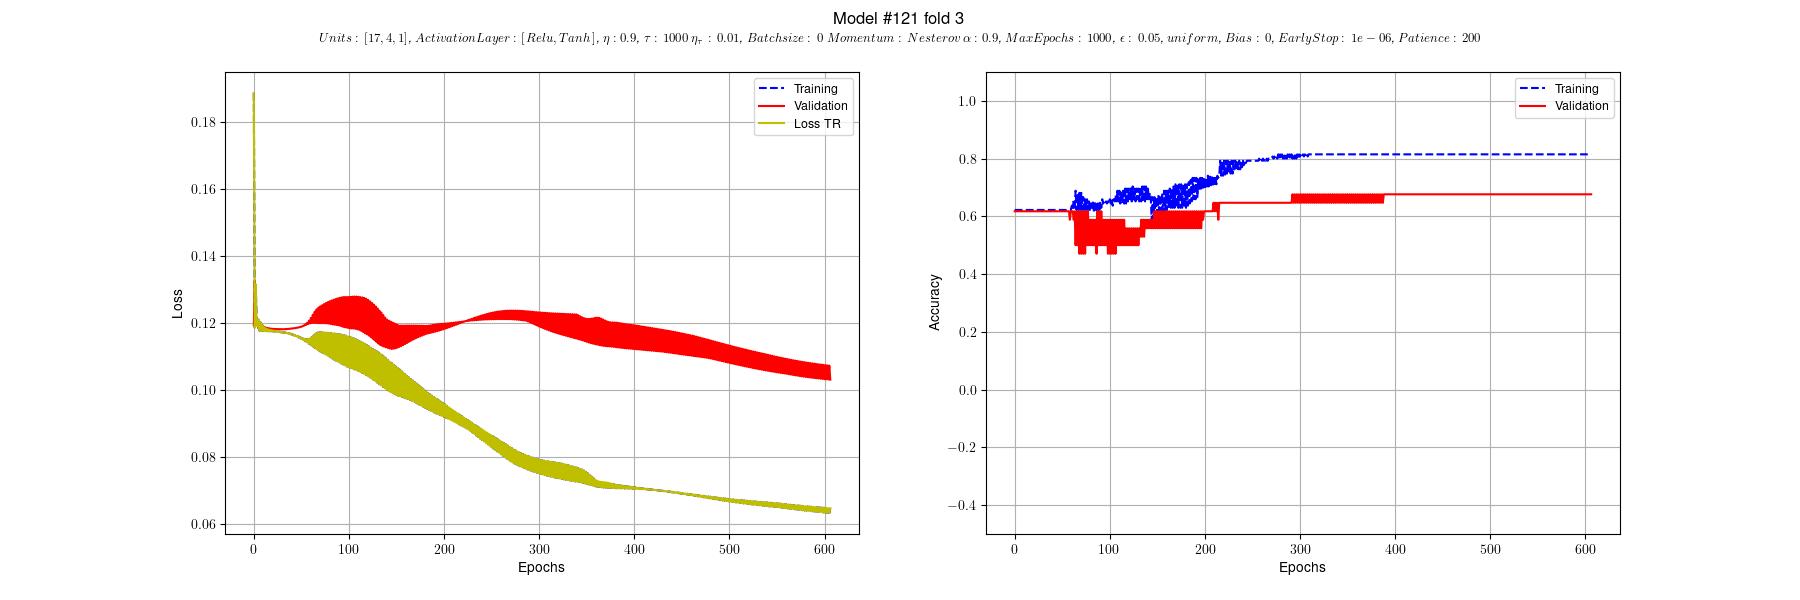 Model #121 fold 3
Units : [17, 4, 1], ActivationLayer : [Relu, Tanh], η : 0.9, τ : 1000 η_τ : 0.01, Batchsize : 0 Momentum : Nesterov α : 0.9, MaxEpochs : 1000, ϵ : 0.05, uniform, Bias : 0, EarlyStop : 1e − 06, Patience : 200
Training
Validation
Loss TR
0.18
0.16
0.14
0.12
0.10
0.08
0.06
Loss
0 100 200 300 400 500 600
Epochs
Training
Validation
1.0
0.8
0.6
0.4
0.2
0.0
−0.2
−0.4
Accuracy
0 100 200 300 400 500 600
Epochs